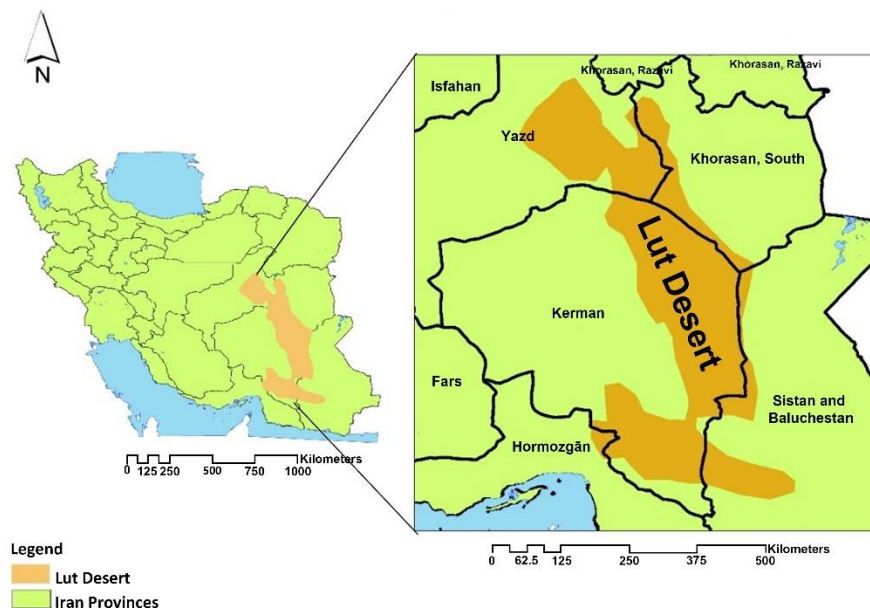 N
Isfahan
Khorasan, Razavi
Khorasan, Razavi
Yazd
Khorasan, South
Lut Desert
Kerman
Fars
Sistan and
Baluchestan
Hormozgān
Kilometers
0 125 250 500 750 1000
Kilometers
0 62.5 125 250 375 500
Legend
Lut Desert
Iran Provinces